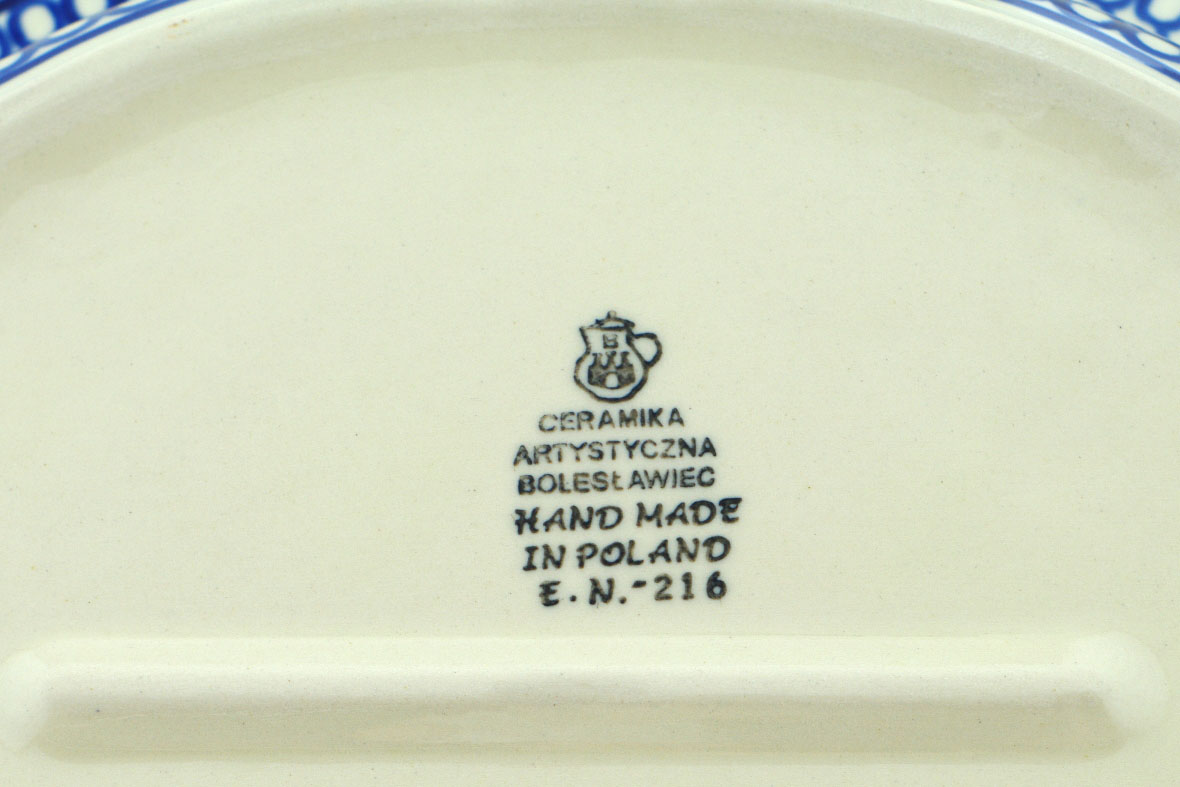 B
CERAMIKA
ARTYSTYCZNA
BOLESŁAWIEC
HAND MADE
IN POLAND
E.N.-216